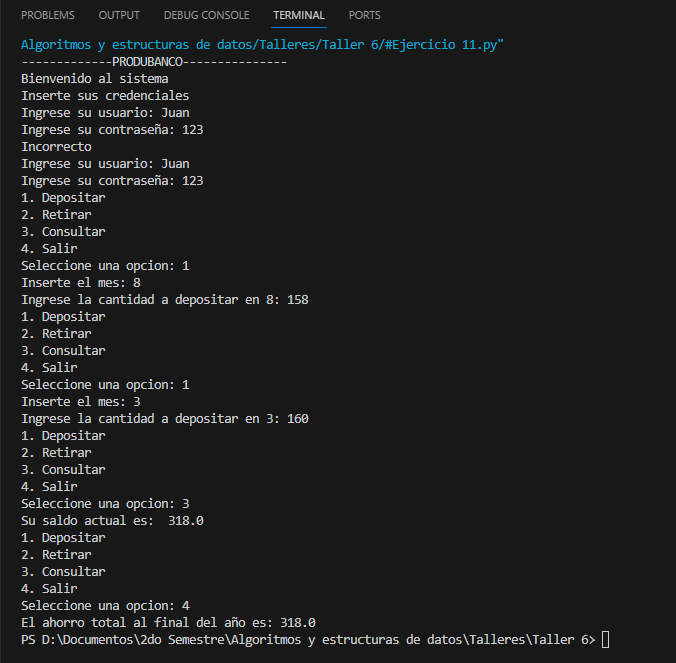 PROBLEMS OUTPUT DEBUG CONSOLE TERMINAL PORTS
Algoritmos y estructuras de datos/Talleres/Taller 6/#Ejercicio 11.py"
-------------PRODUBANCO---------------
Bienvenido al sistema
Inserte sus credenciales
Ingrese su usuario: Juan
Ingrese su contraseña: 123
Incorrecto
Ingrese su usuario: Juan
Ingrese su contraseña: 123
1. Depositar
2. Retirar
3. Consultar
4. Salir
Seleccione una opcion: 1
Inserte el mes: 8
Ingrese la cantidad a depositar en 8: 158
1. Depositar
2. Retirar
3. Consultar
4. Salir
Seleccione una opcion: 1
Inserte el mes: 3
Ingrese la cantidad a depositar en 3: 160
1. Depositar
2. Retirar
3. Consultar
4. Salir
Seleccione una opcion: 3
Su saldo actual es:  318.0
1. Depositar
2. Retirar
3. Consultar
4. Salir
Seleccione una opcion: 4
El ahorro total al final del año es: 318.0
PS D:\Documentos\2do Semestre\Algoritmos y estructuras de datos\Talleres\Taller 6>